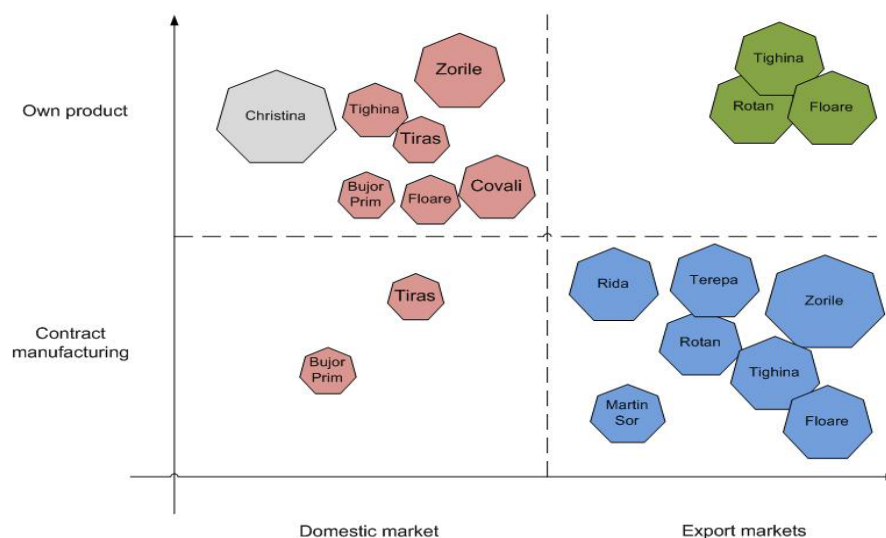 Own product
Christina
Tighina
Zorile
Tiras
Bujor
Prim
Floare
Covali
Tighina
Rotan
Floare
Contract
manufacturing
Tiras
Bujor
Prim
Rida
Terepa
Zorile
Rotan
Tighina
Martin
Sor
Floare
Domestic market
Export markets